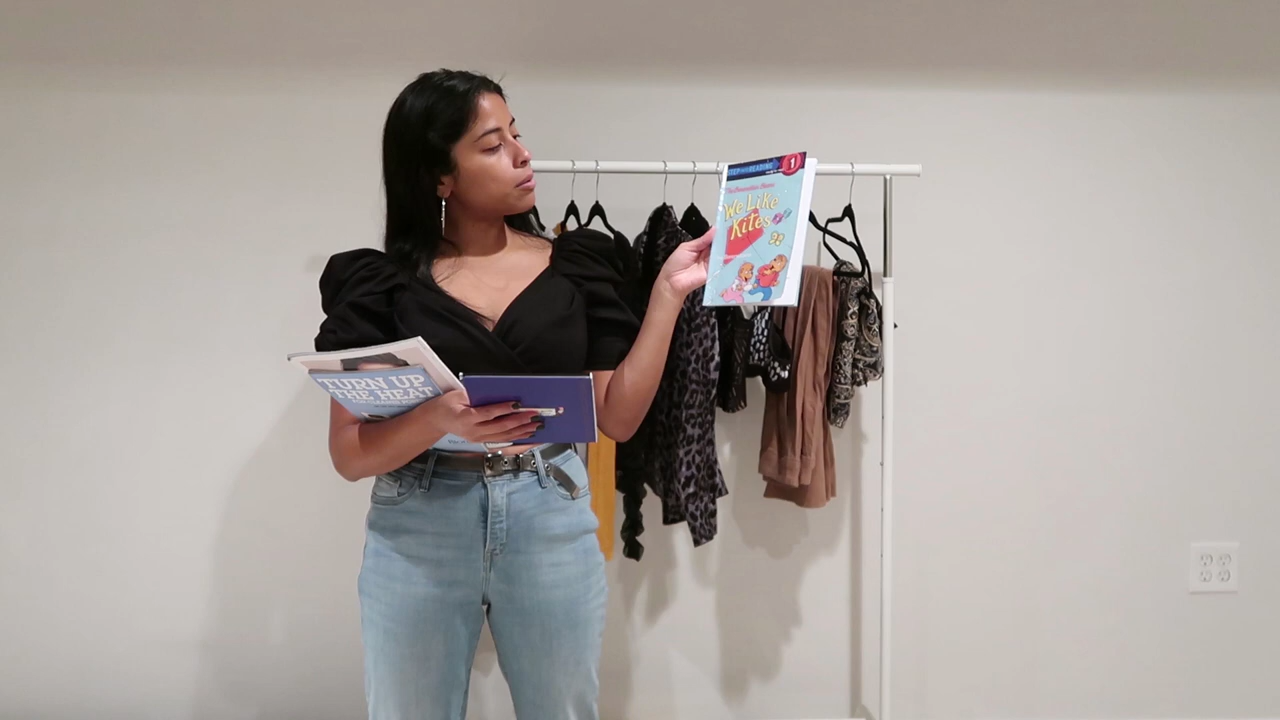 STEP INTO READING
1
The Berenstain Bears
We Like
Kites
TURN UP
THE HEAT